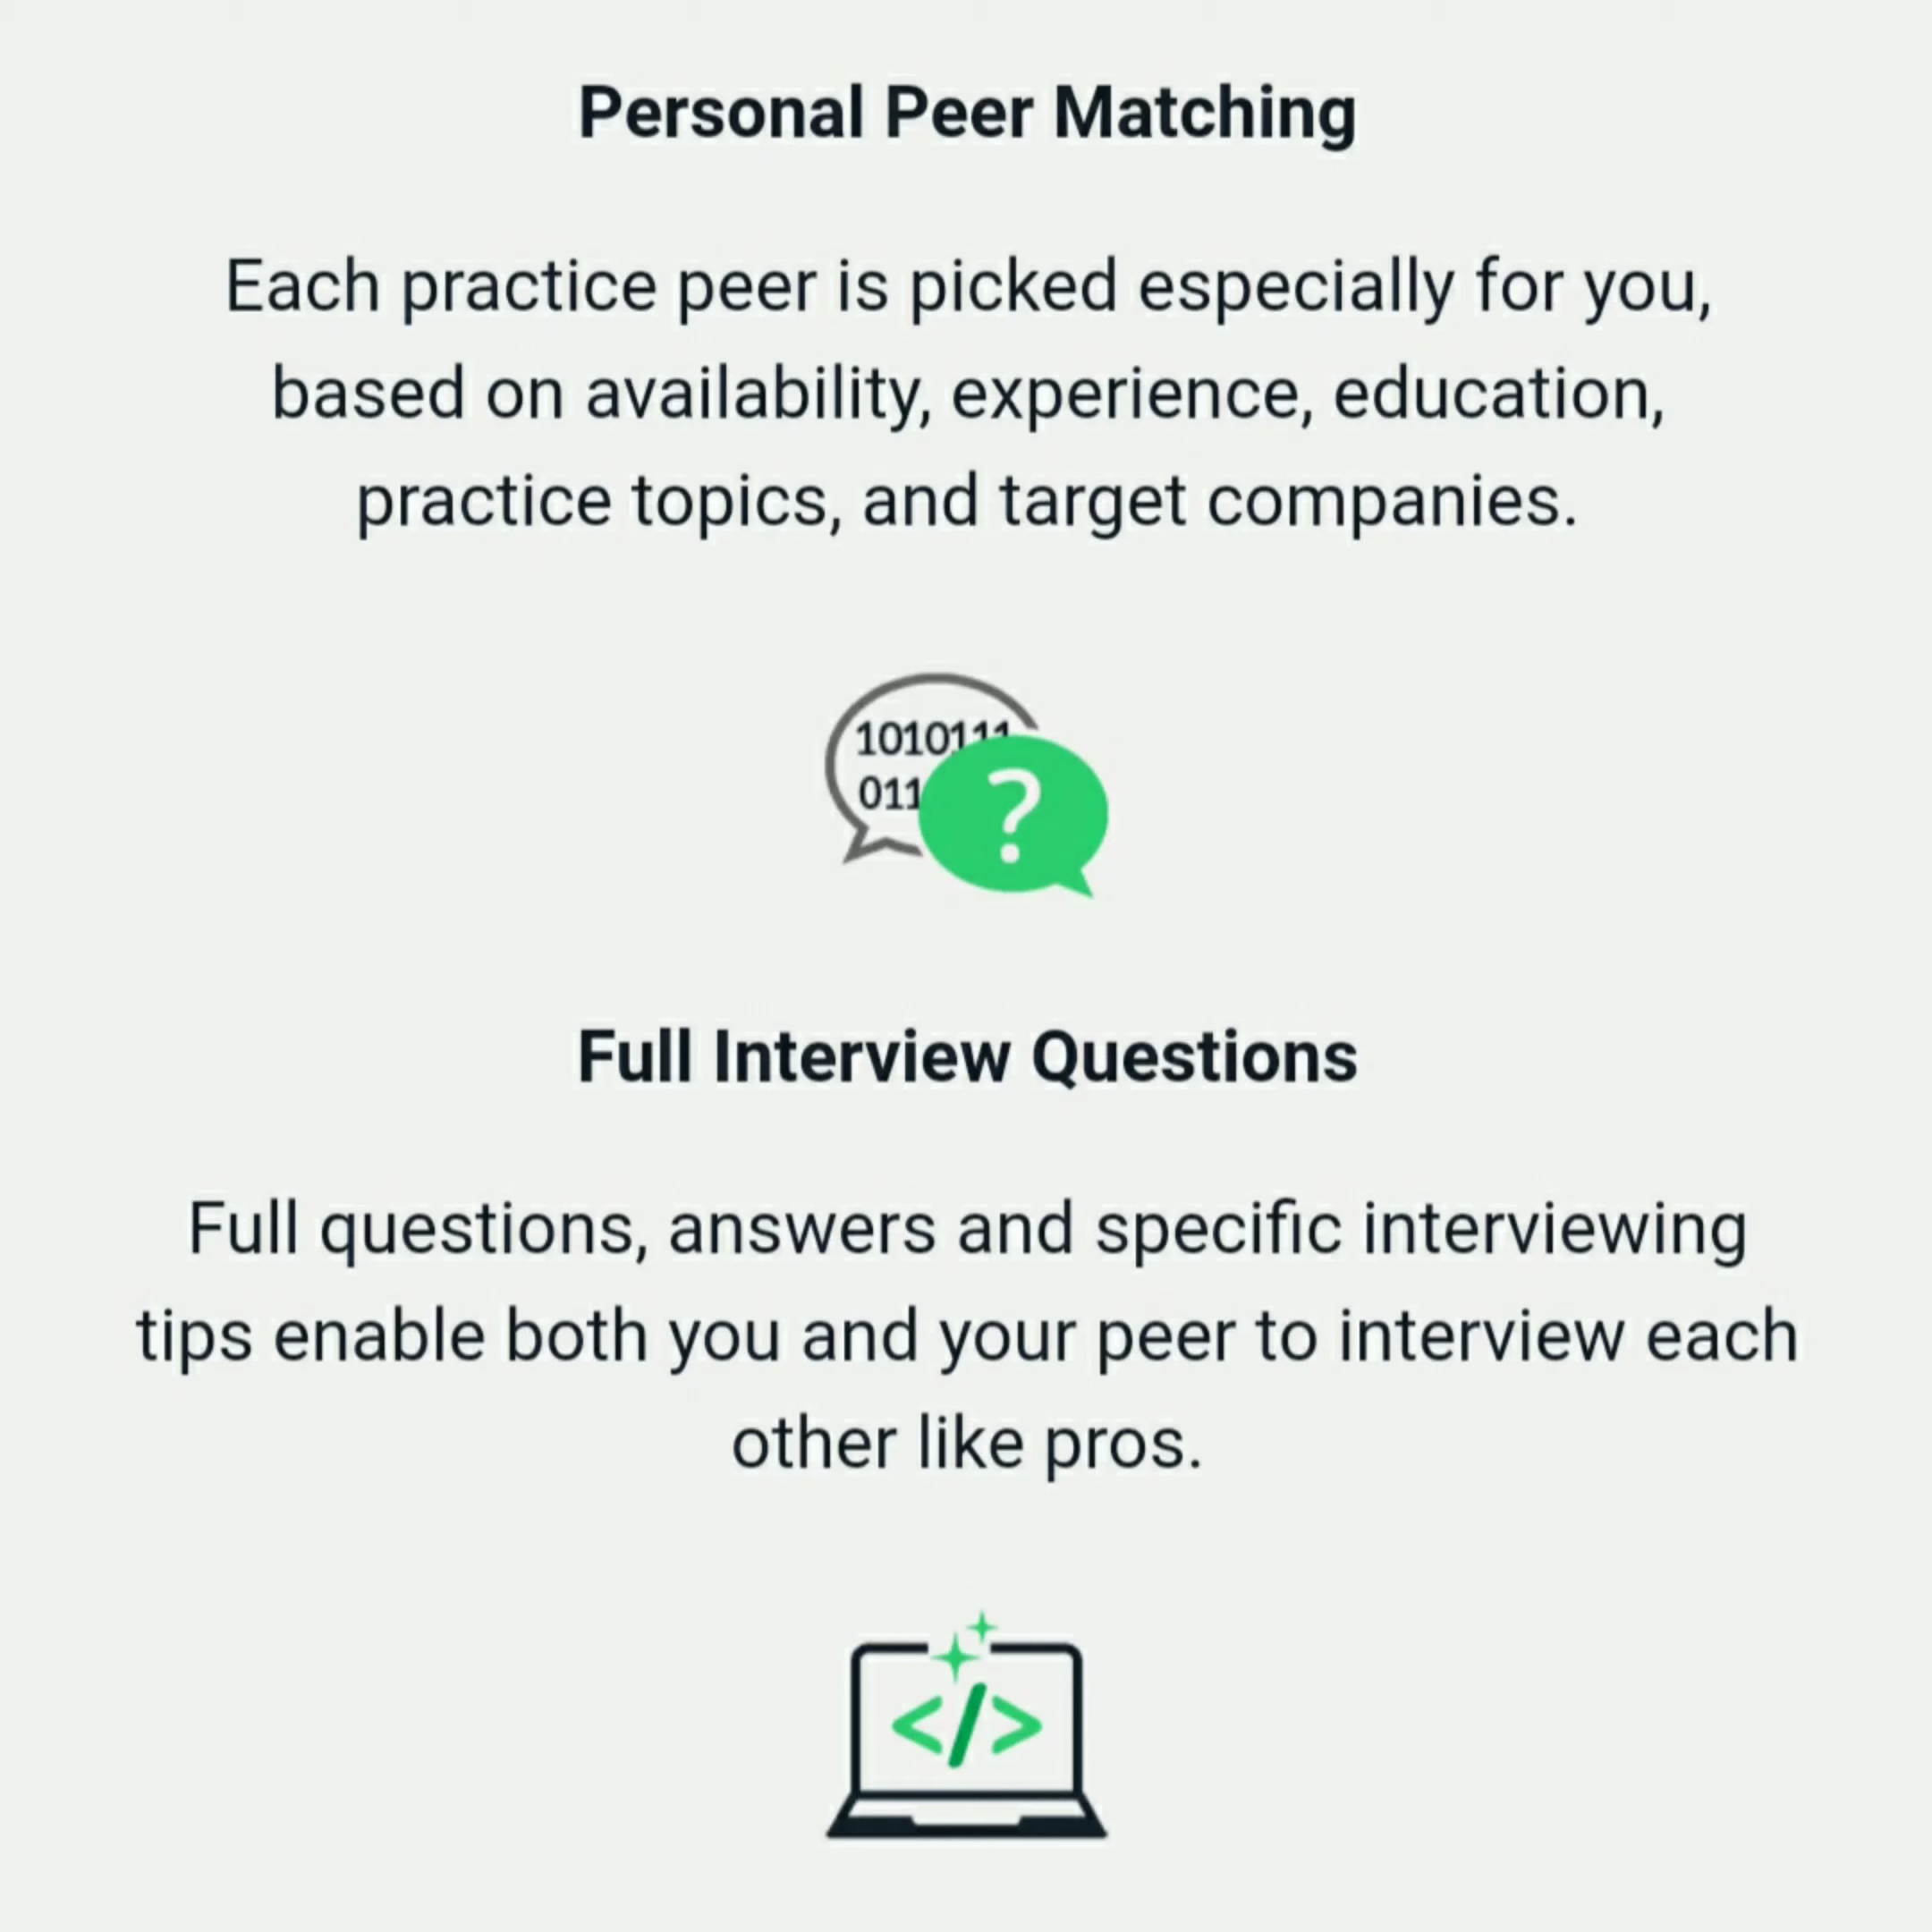 Personal Peer Matching
Each practice peer is picked especially for you,
based on availability, experience, education,
practice topics, and target companies.
1010111
011
?
Full Interview Questions
Full questions, answers and specific interviewing
tips enable both you and your peer to interview each
other like pros.
</>